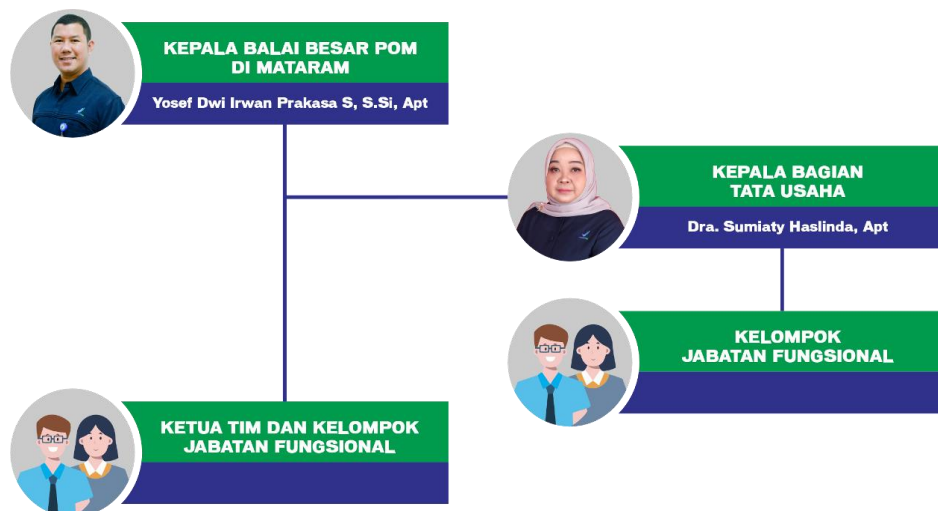 KEPALA BALAI BESAR POM
DI MATARAM
Yosef Dwi Irwan Prakasa S, S.Si, Apt
KEPALA BAGIAN
TATA USAHA
Dra. Sumiaty Haslinda, Apt
KELOMPOK
JABATAN FUNGSIONAL
KETUA TIM DAN KELOMPOK
JABATAN FUNGSIONAL